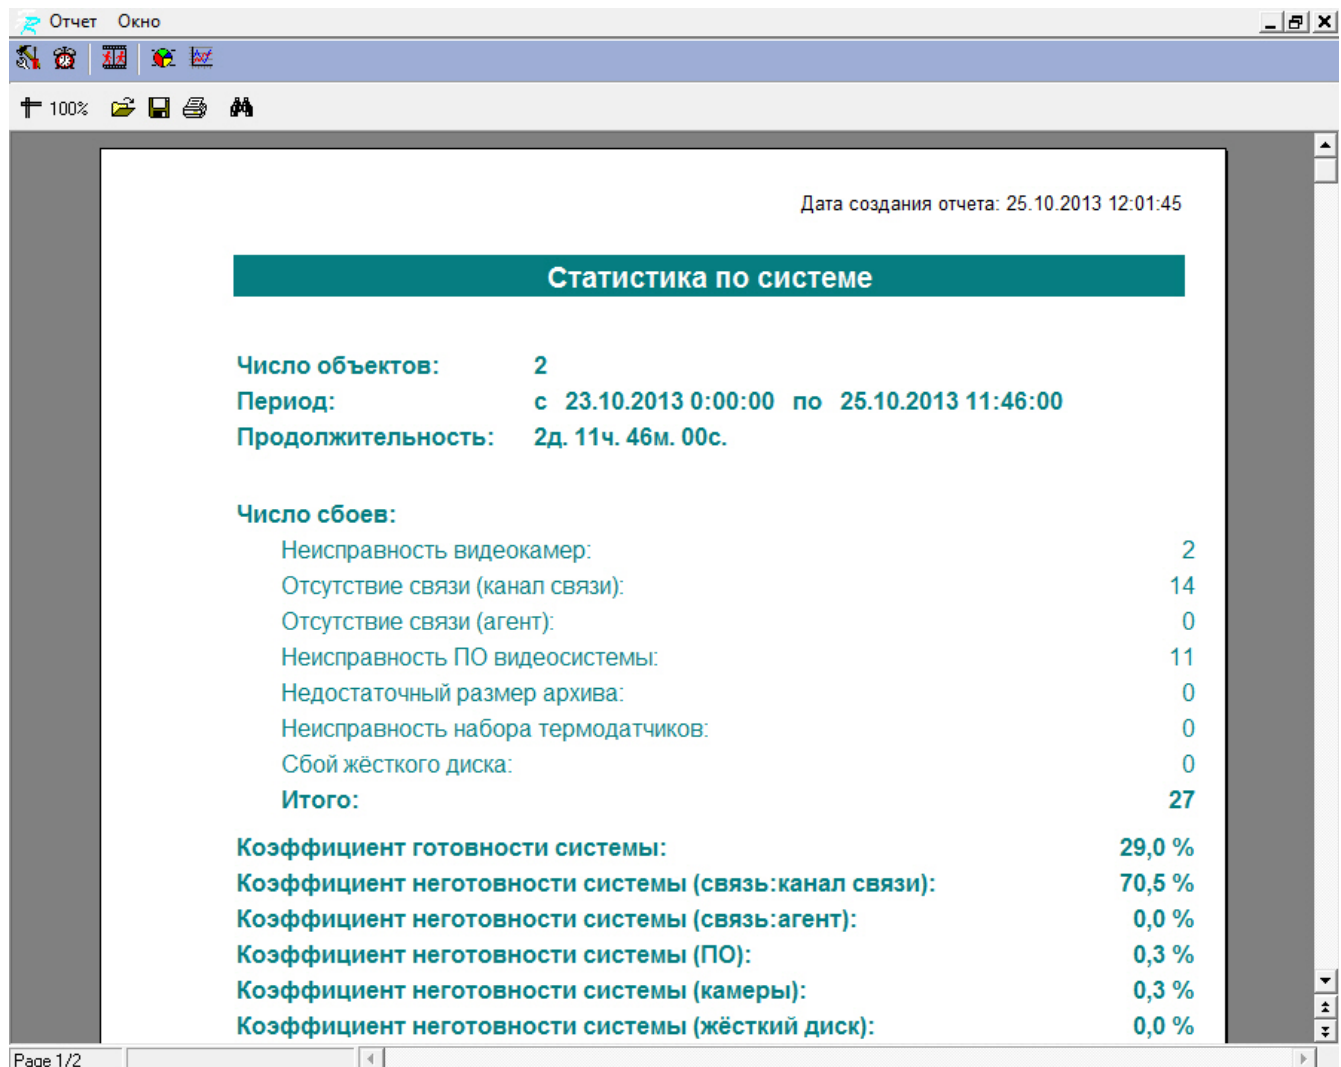 Отчет Окно
100%
Дата создания отчета: 25.10.2013 12:01:45
Статистика по системе
Число объектов: 2
Период: с 23.10.2013 0:00:00 по 25.10.2013 11:46:00
Продолжительность: 2д. 11ч. 46м. 00с.
Число сбоев:
Неисправность видеокамер: 2
Отсутствие связи (канал связи): 14
Отсутствие связи (агент): 0
Неисправность ПО видеосистемы: 11
Недостаточный размер архива: 0
Неисправность набора термодатчиков: 0
Сбой жёсткого диска: 0
Итого: 27
Коэффициент готовности системы: 29,0 %
Коэффициент неготовности системы (связь:канал связи): 70,5 %
Коэффициент неготовности системы (связь:агент): 0,0 %
Коэффициент неготовности системы (ПО): 0,3 %
Коэффициент неготовности системы (камеры): 0,3 %
Коэффициент неготовности системы (жёсткий диск): 0,0 %
Page 1/2